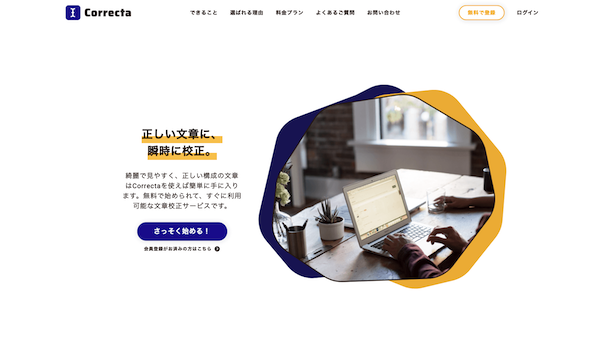 Correcta
できること 選ばれる理由 料金プラン よくあるご質問 お問い合わせ
無料で登録 ログイン
正しい文章に、
瞬時に校正。
綺麗で見やすく、正しい構成の文章
はCorrectaを使えば簡単に手に入り
ます。無料で始められて、すぐに利用
可能な文章校正サービスです。
さっそく始める！
会員登録がお済みの方はこちら